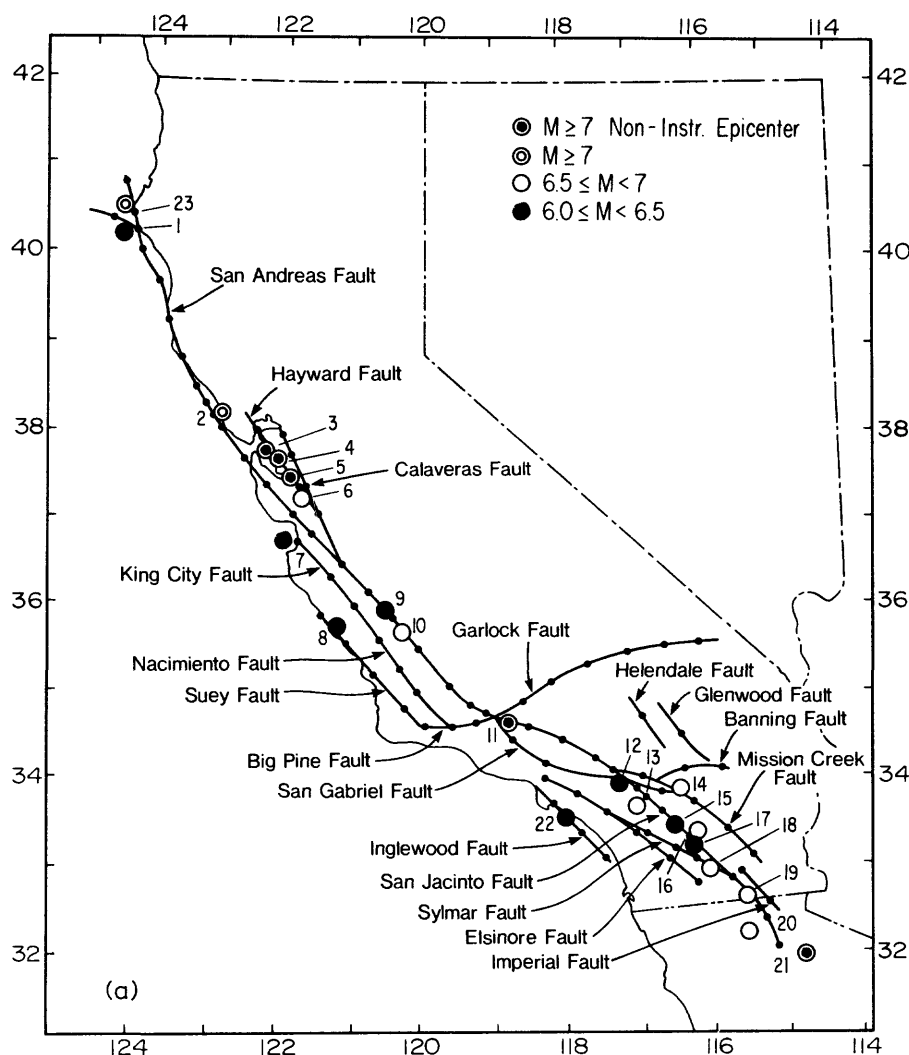 124 122 120 118 116 114
42 42
M ≥ 7 Non-Instr. Epicenter
M ≥ 7
6.5 ≤ M < 7
6.0 ≤ M < 6.5
23
1
40 40
San Andreas Fault
Hayward Fault
38 38
2
3
4
5
Calaveras Fault
6
7
King City Fault
36 36
9
10
8
Garlock Fault
Nacimiento Fault
Suey Fault
Helendale Fault
Glenwood Fault
Banning Fault
Mission Creek
Fault
11
Big Pine Fault
12
13
34 34
San Gabriel Fault
14
15
17
22
18
Inglewood Fault
San Jacinto Fault
16
19
Sylmar Fault
20
Elsinore Fault
Imperial Fault
21
32 32
(a)
124 122 120 118 116 114